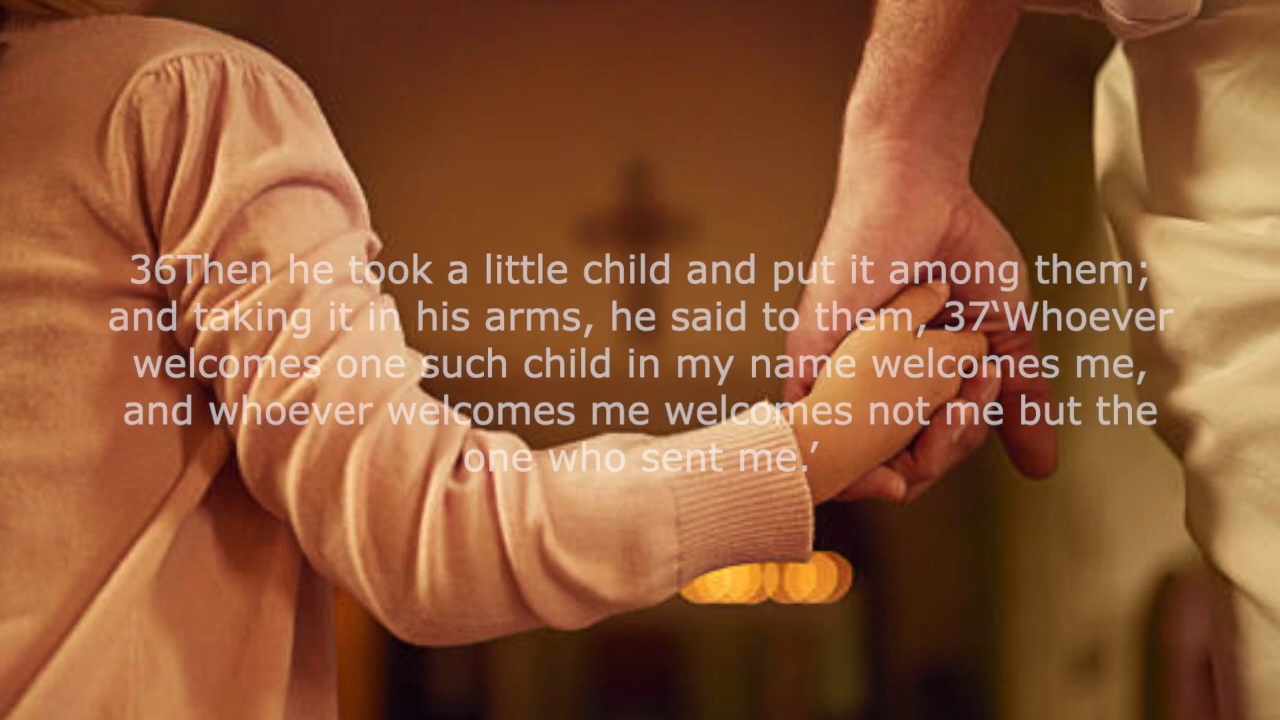 36Then he took a little child and put it among them;
and taking it in his arms, he said to them, 37‘Whoever
welcomes one such child in my name welcomes me,
and whoever welcomes me welcomes not me but the
one who sent me.’